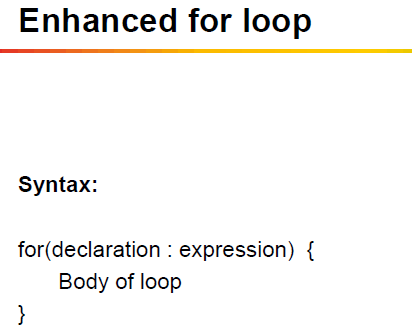 Enhanced for loop
Syntax:
for(declaration : expression) {
Body of loop
}